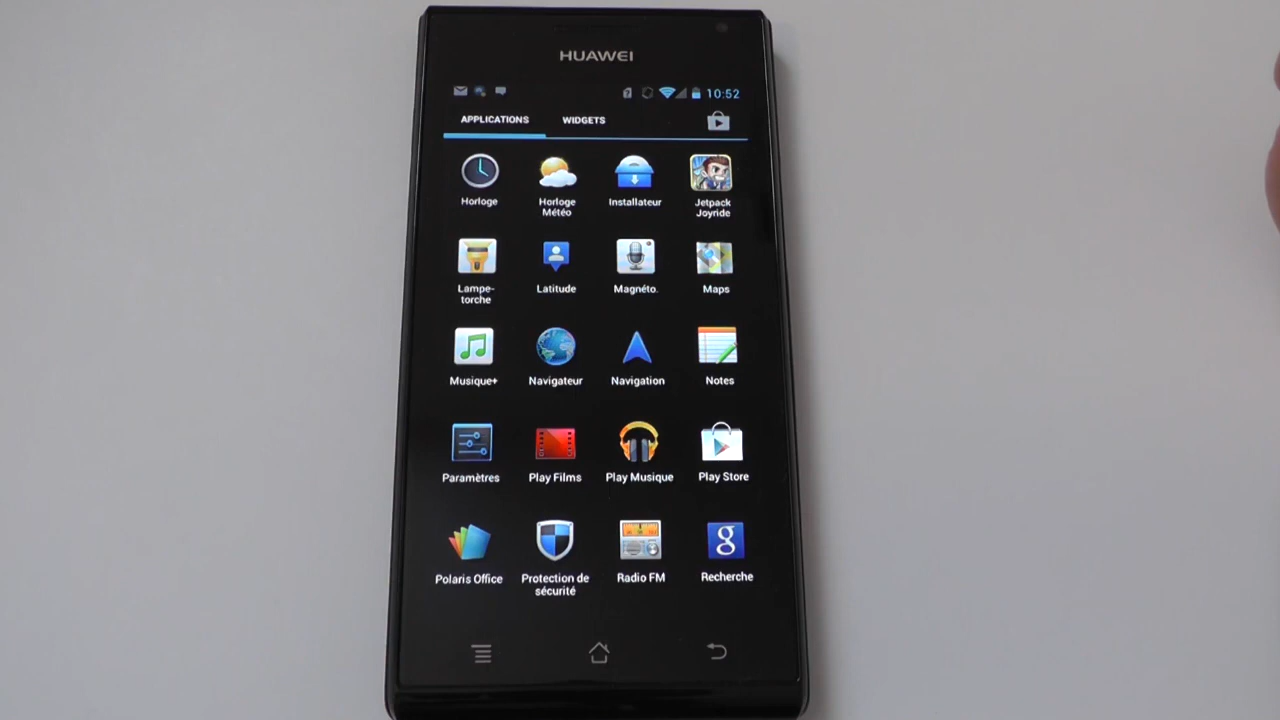 HUAWEI
10:52
APPLICATIONS WIDGETS
Horloge Horloge Météo Installateur Jetpack Joyride
Lampe-torche Latitude Magnéto. Maps
Musique+ Navigateur Navigation Notes
Paramètres Play Films Play Musique Play Store
Polaris Office Protection de sécurité Radio FM Recherche